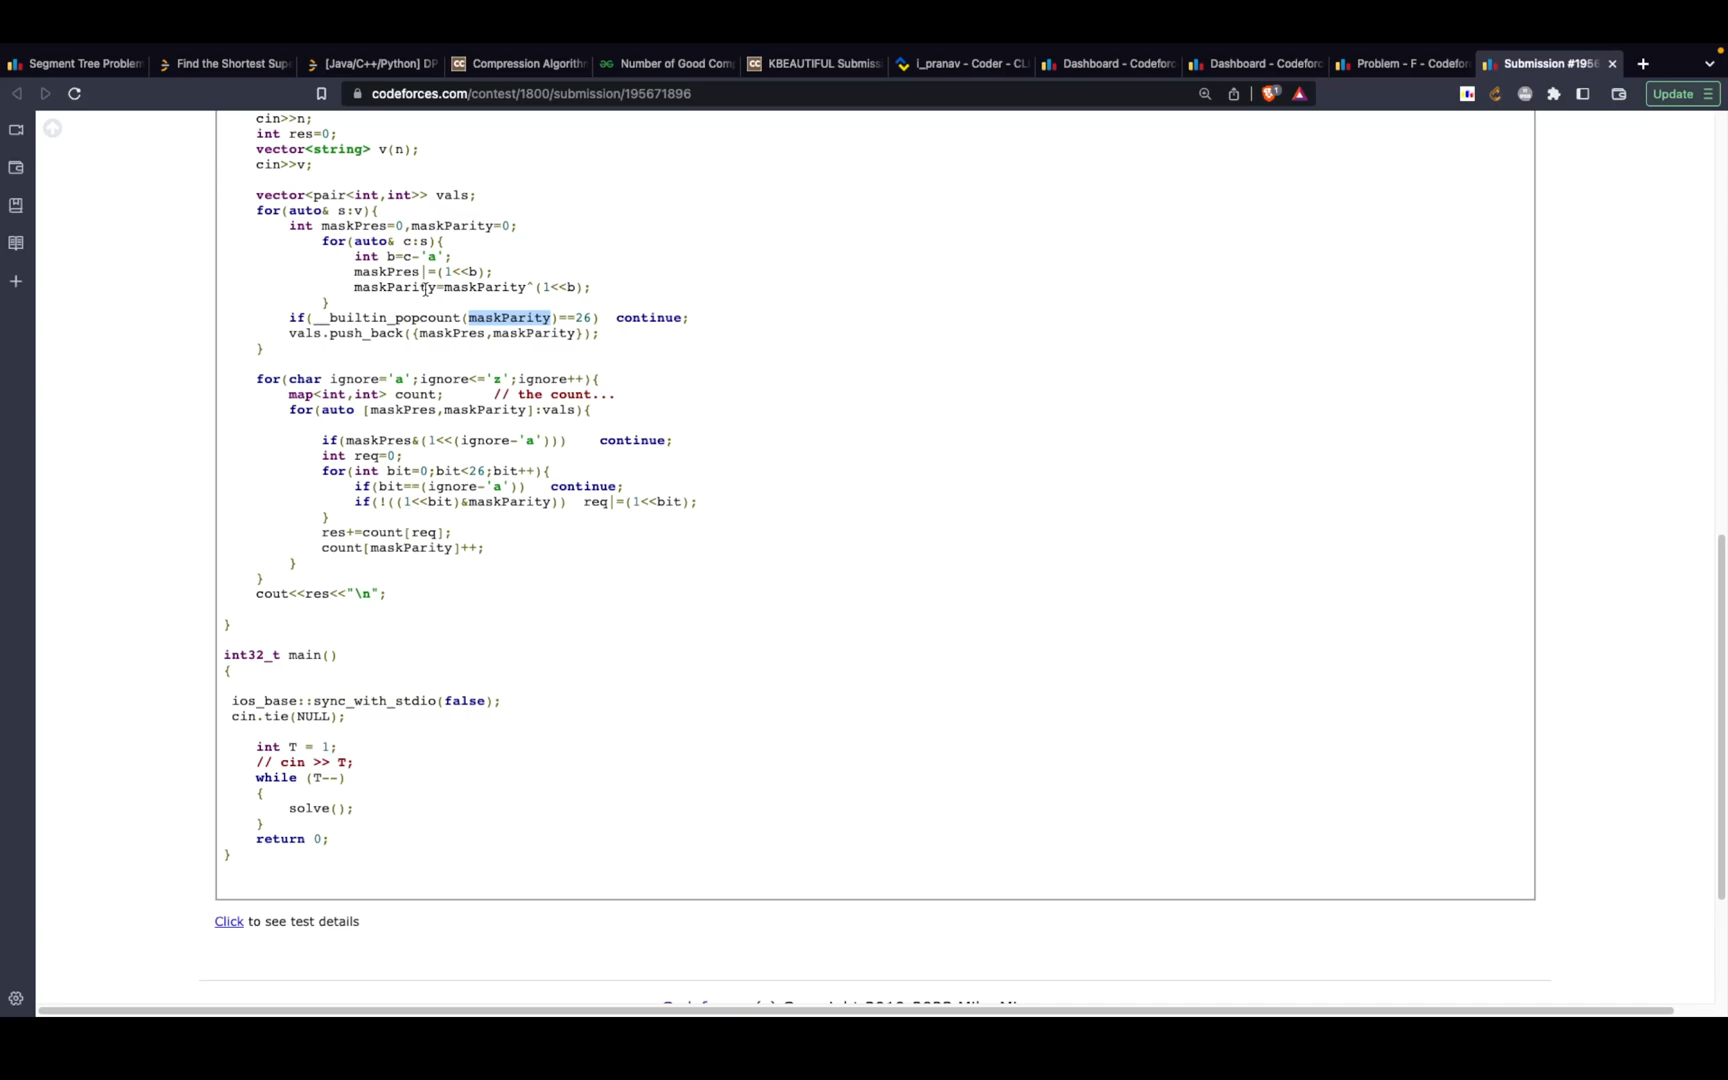 Segment Tree Problem
Find the Shortest Supe
[Java/C++/Python] DP
Compression Algorithm
Number of Good Com
KBEAUTIFUL Submiss
i_pranav - Coder - CL
Dashboard - Codeforc
Dashboard - Codeforc
Problem - F - Codefor
Submission #1956
codeforces.com/contest/1800/submission/195671896
1
Update
cin>>n;
int res=0;
vector<string> v(n);
cin>>v;
vector<pair<int,int>> vals;
for(auto& s:v){
int maskPres=0,maskParity=0;
for(auto& c:s){
int b=c-'a';
maskPres|=(1<<b);
maskParity=maskParity^(1<<b);
}
if(__builtin_popcount(maskParity)==26) continue;
vals.push_back({maskPres,maskParity});
}
for(char ignore='a';ignore<='z';ignore++){
map<int,int> count; // the count...
for(auto [maskPres,maskParity]:vals){
if(maskPres&(1<<(ignore-'a'))) continue;
int req=0;
for(int bit=0;bit<26;bit++){
if(bit==(ignore-'a')) continue;
if(!((1<<bit)&maskParity)) req|=(1<<bit);
}
res+=count[req];
count[maskParity]++;
}
}
cout<<res<<"\n";
}
int32_t main()
{
ios_base::sync_with_stdio(false);
cin.tie(NULL);
int T = 1;
// cin >> T;
while (T--)
{
solve();
}
return 0;
}
Click to see test details